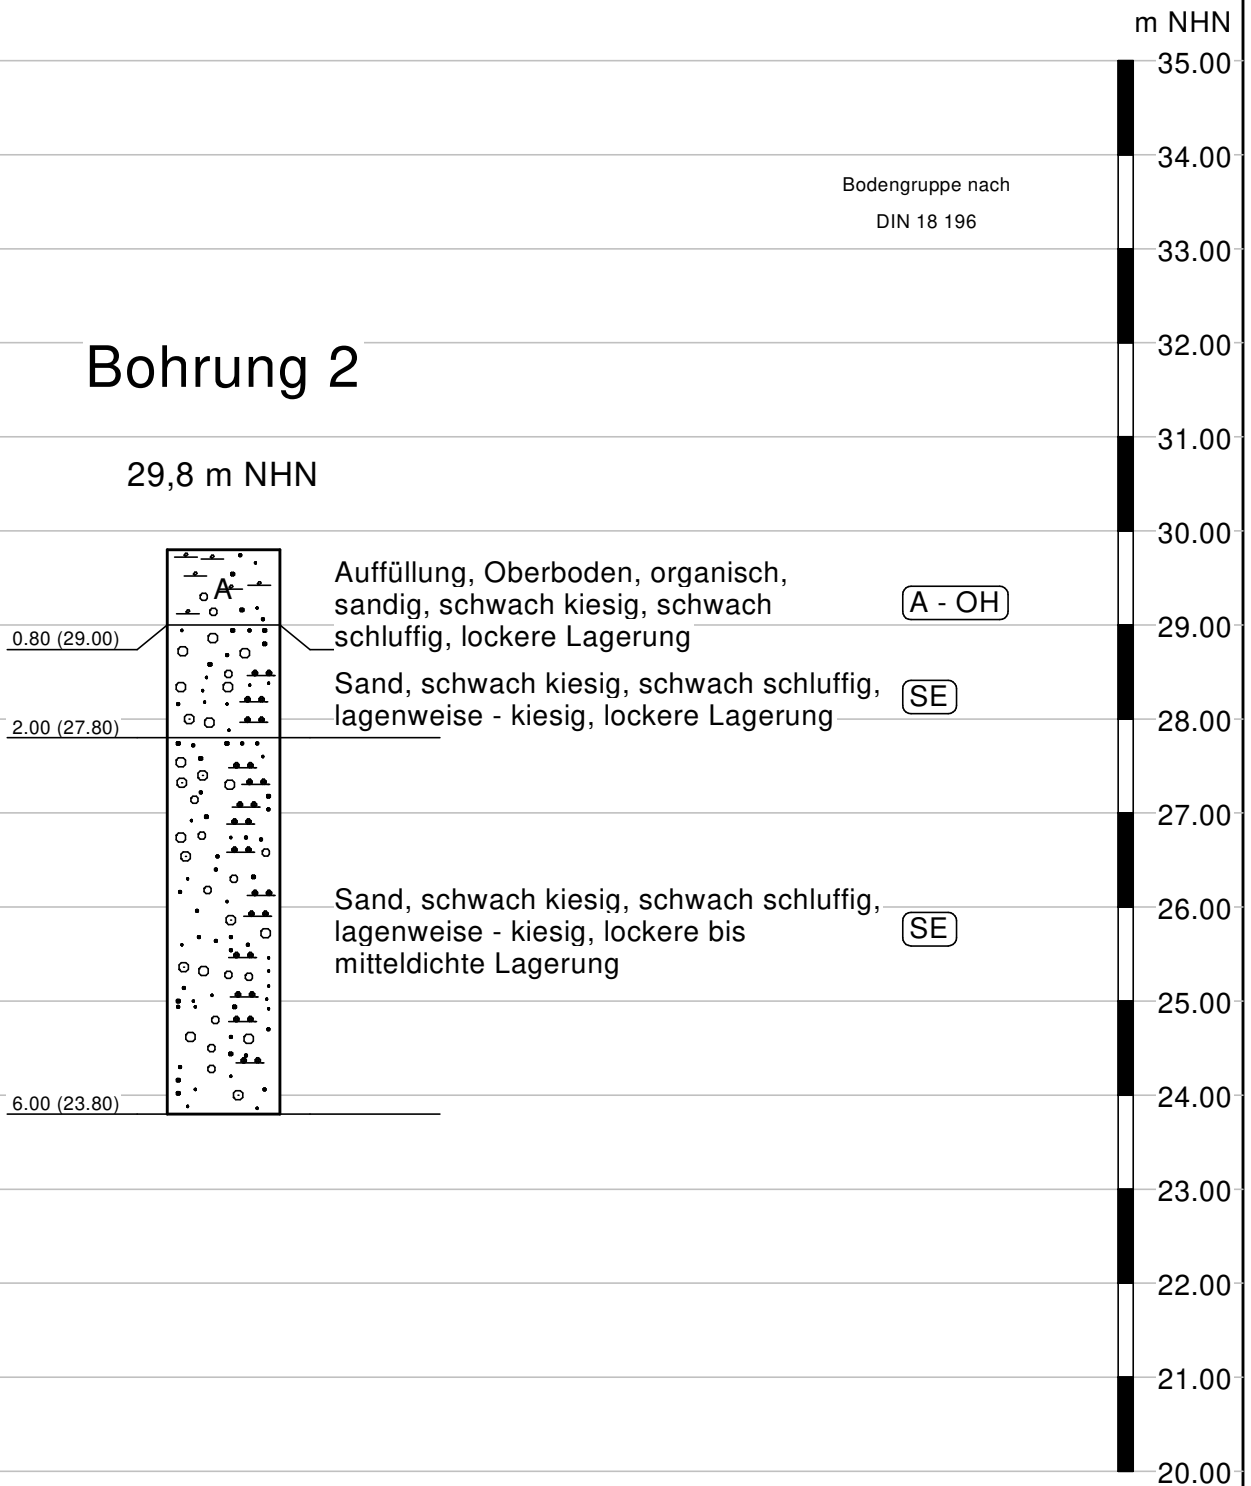 m NHN
35.00
34.00
Bodengruppe nach
DIN 18 196
33.00
32.00
Bohrung 2
31.00
29,8 m NHN
30.00
A
Auffüllung, Oberboden, organisch,
sandig, schwach kiesig, schwach
schluffig, lockere Lagerung
A - OH
0.80 (29.00)
29.00
Sand, schwach kiesig, schwach schluffig,
lagenweise - kiesig, lockere Lagerung
SE
2.00 (27.80)
28.00
27.00
26.00
Sand, schwach kiesig, schwach schluffig,
lagenweise - kiesig, lockere bis
mitteldichte Lagerung
SE
25.00
6.00 (23.80)
24.00
23.00
22.00
21.00
20.00